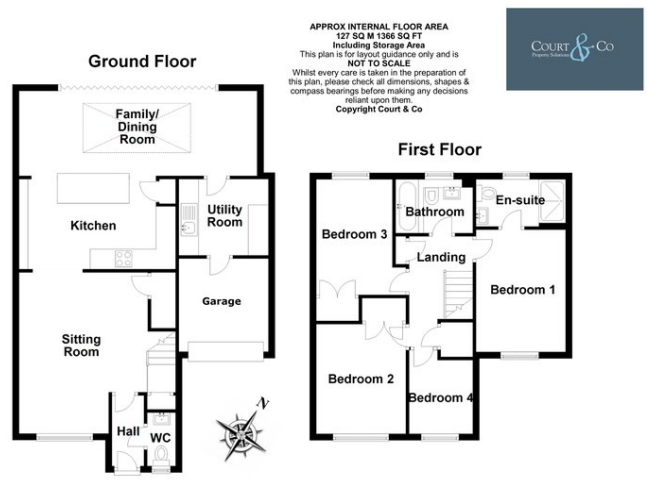 APPROX INTERNAL FLOOR AREA
127 SQ M 1366 SQ FT
Including Storage Area
This plan is for layout guidance only and is
NOT TO SCALE
Whilst every care is taken in the preparation of
this plan, please check all dimensions, shapes &
compass bearings before making any decisions
reliant upon them.
Copyright Court & Co
COURT & CO
Property Solutions
Ground Floor
Family/
Dining
Room
Kitchen
Utility
Room
Garage
Sitting
Room
Hall
WC
N
First Floor
Bathroom
En-suite
Bedroom 3
Landing
Bedroom 1
Bedroom 2
Bedroom 4